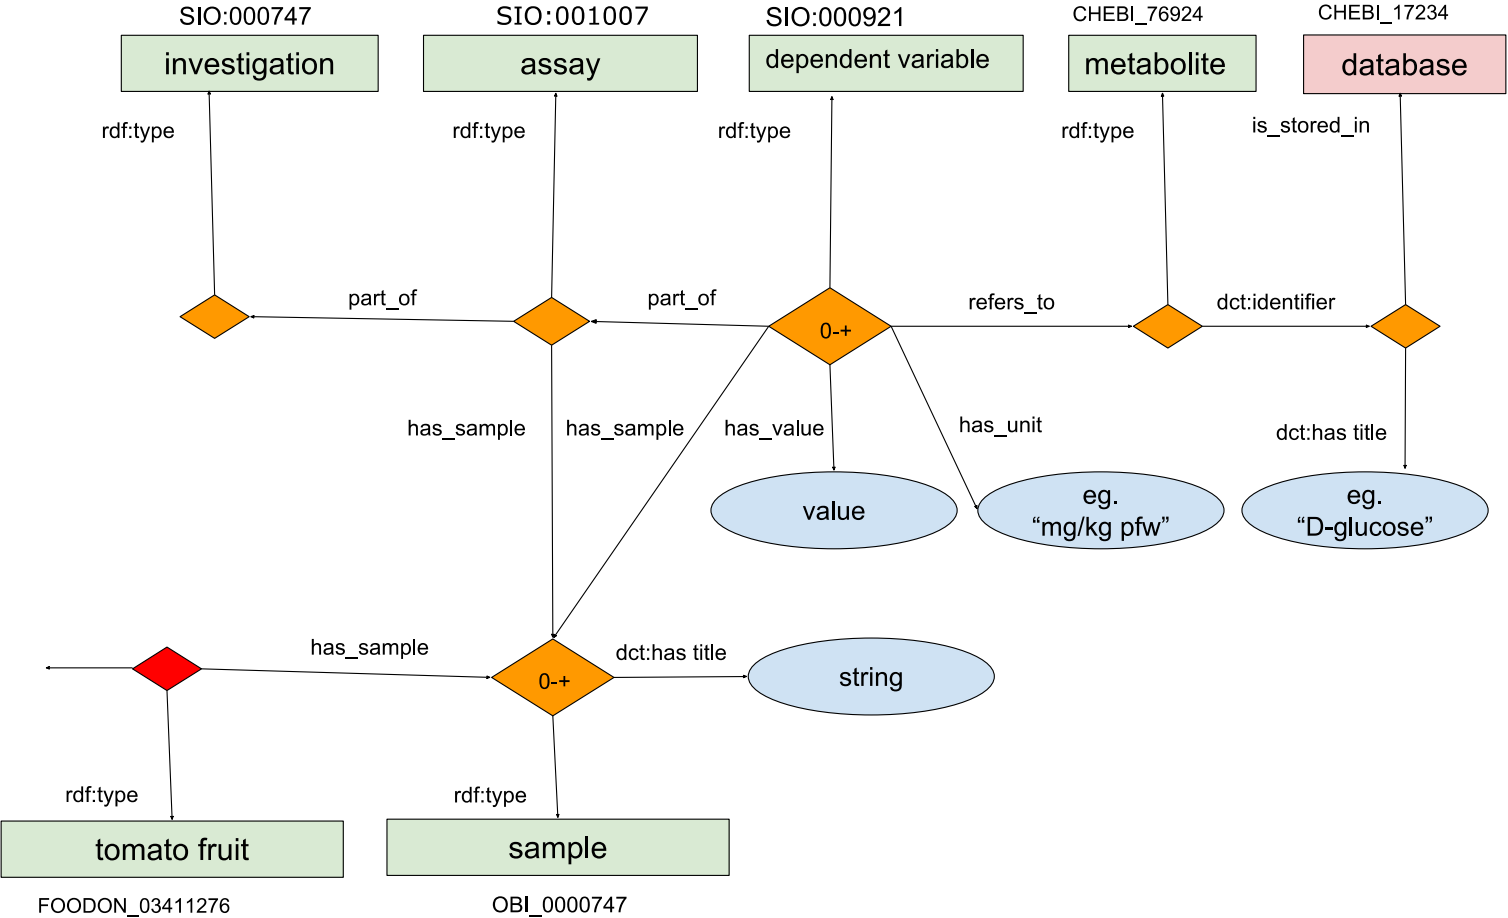 SIO:000747
SIO:001007
SIO:000921
CHEBI_76924
CHEBI_17234
investigation
assay
dependent variable
metabolite
database
rdf:type
rdf:type
rdf:type
rdf:type
is_stored_in
part_of
part_of
refers_to
dct:identifier
0-+
has_sample
has_sample
has_value
has_unit
dct:has title
value
eg.
“mg/kg pfw”
eg.
“D-glucose”
has_sample
dct:has title
0-+
string
rdf:type
rdf:type
tomato fruit
sample
FOODON_03411276
OBI_0000747